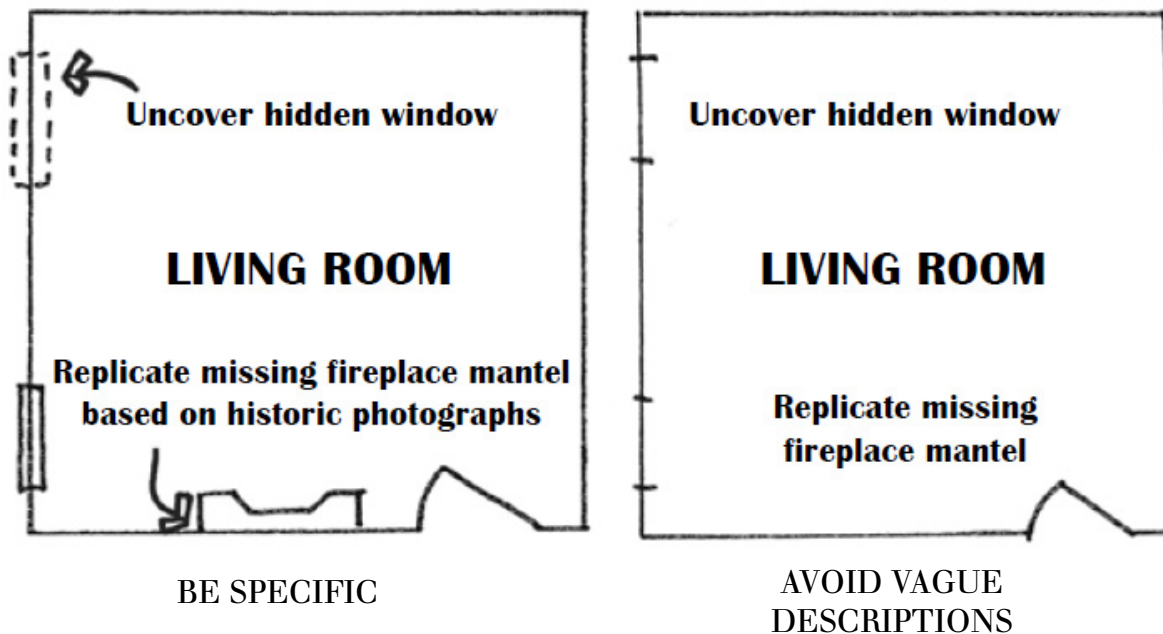 Uncover hidden window
LIVING ROOM
Replicate missing fireplace mantel
based on historic photographs
BE SPECIFIC
Uncover hidden window
LIVING ROOM
Replicate missing
fireplace mantel
AVOID VAGUE
DESCRIPTIONS